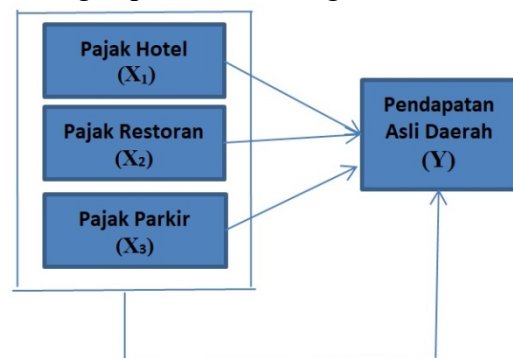 Pajak Hotel
(X₁)
Pajak Restoran
(X₂)
Pajak Parkir
(X₃)
Pendapatan
Asli Daerah
(Y)